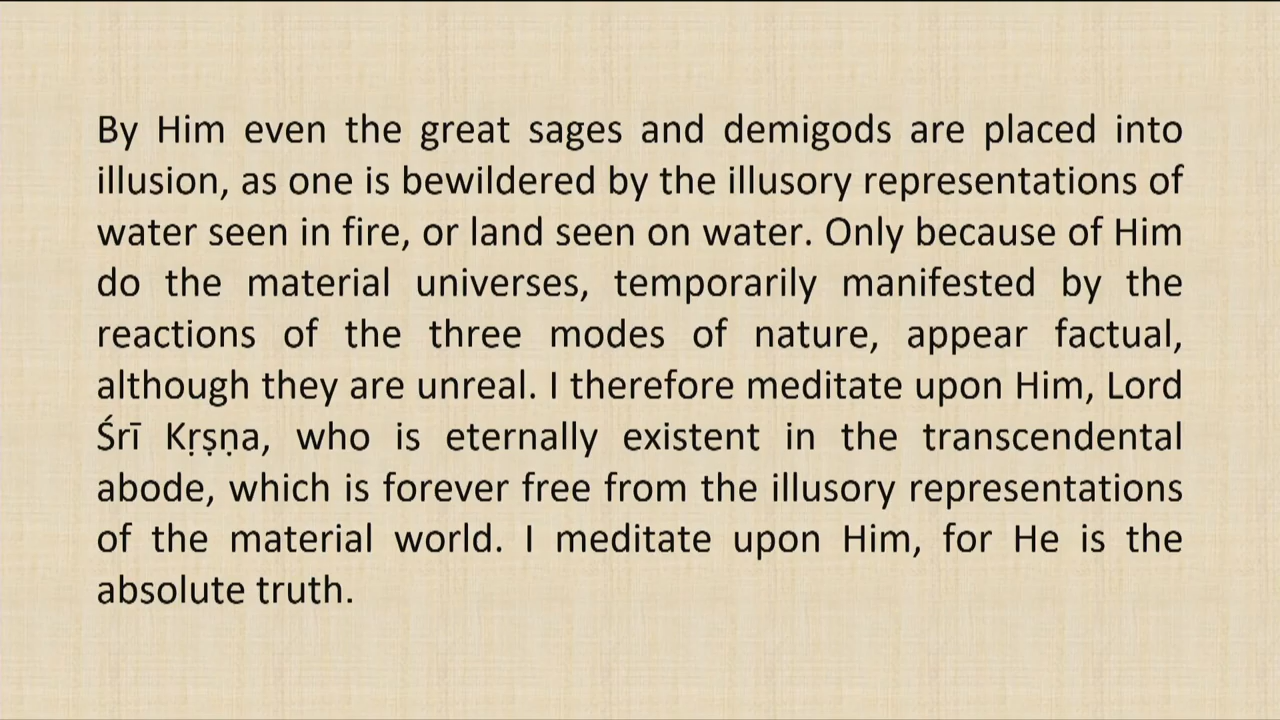 By Him even the great sages and demigods are placed into
illusion, as one is bewildered by the illusory representations of
water seen in fire, or land seen on water. Only because of Him
do the material universes, temporarily manifested by the
reactions of the three modes of nature, appear factual,
although they are unreal. I therefore meditate upon Him, Lord
Śrī Kṛṣṇa, who is eternally existent in the transcendental
abode, which is forever free from the illusory representations
of the material world. I meditate upon Him, for He is the
absolute truth.